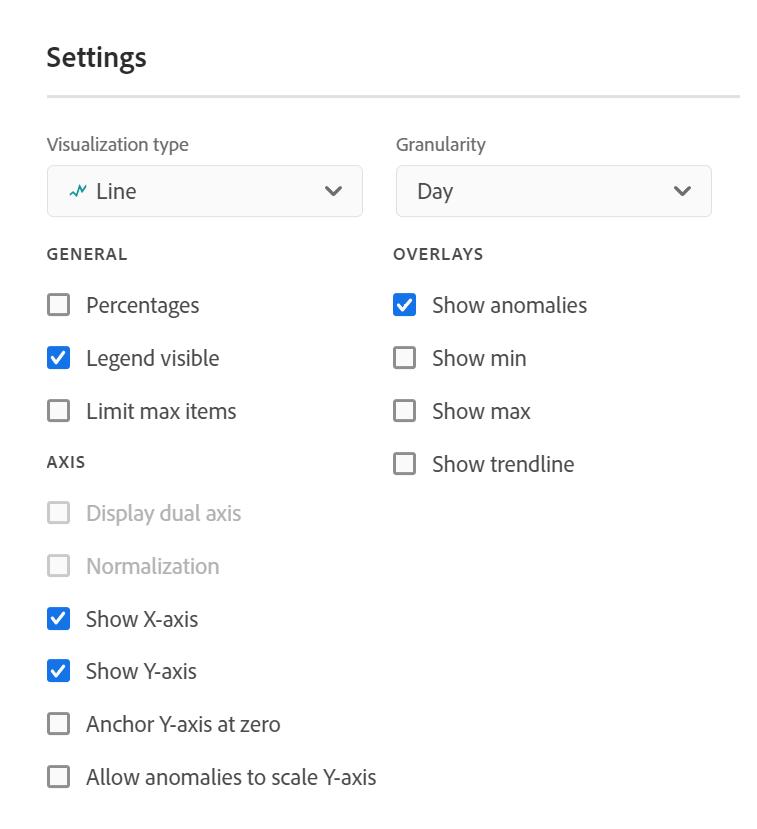 Settings
Visualization type
Line
Granularity
Day
GENERAL
Percentages
Legend visible
Limit max items
AXIS
Display dual axis
Normalization
Show X-axis
Show Y-axis
Anchor Y-axis at zero
Allow anomalies to scale Y-axis
OVERLAYS
Show anomalies
Show min
Show max
Show trendline